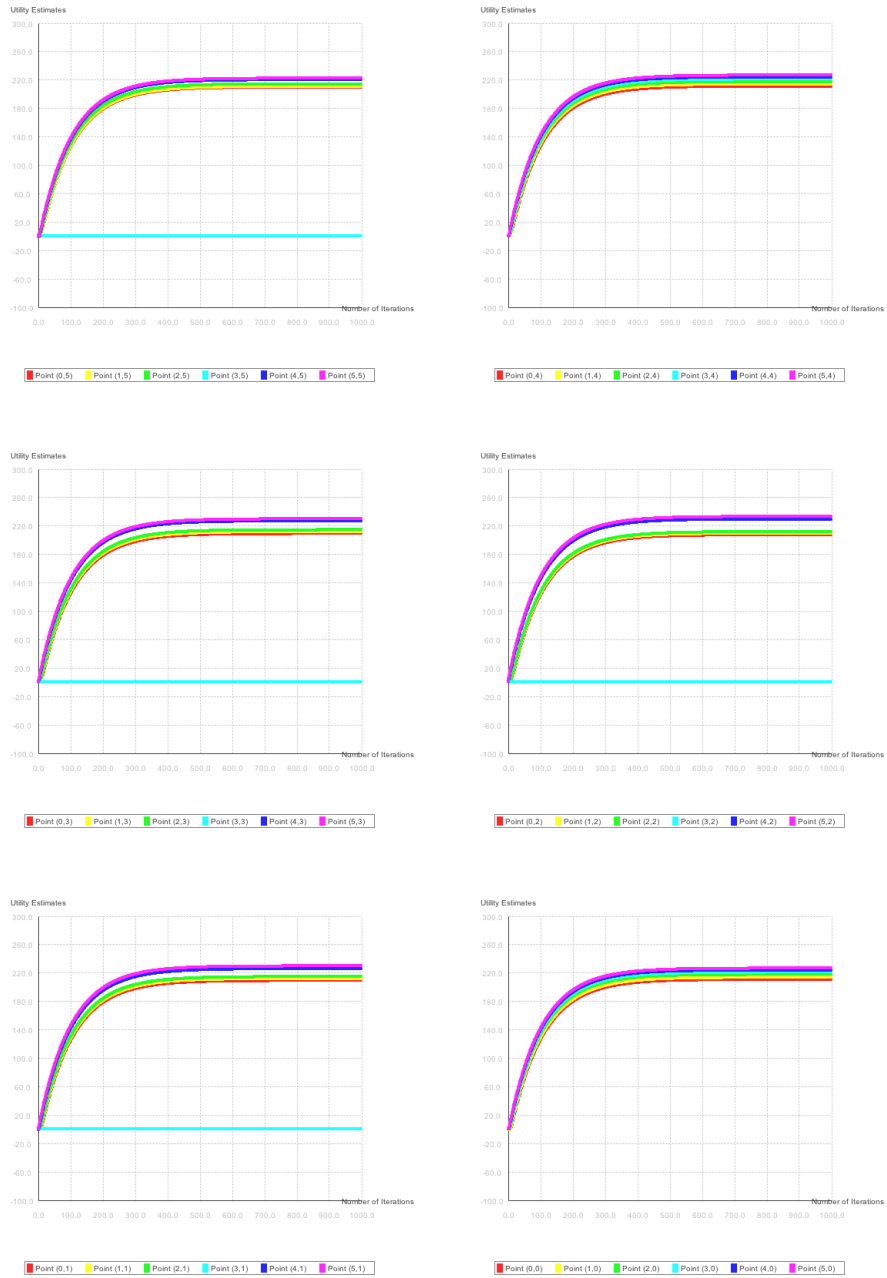 Utility Estimates
300.0
260.0
220.0
180.0
140.0
100.0
60.0
20.0
-20.0
-60.0
-100.0
Number of Iterations
0.0 100.0 200.0 300.0 400.0 500.0 600.0 700.0 800.0 900.0 1000.0
Point (0,5) Point (1,5) Point (2,5) Point (3,5) Point (4,5) Point (5,5)
Utility Estimates
300.0
260.0
220.0
180.0
140.0
100.0
60.0
20.0
-20.0
-60.0
-100.0
Number of Iterations
0.0 100.0 200.0 300.0 400.0 500.0 600.0 700.0 800.0 900.0 1000.0
Point (0,4) Point (1,4) Point (2,4) Point (3,4) Point (4,4) Point (5,4)
Utility Estimates
300.0
260.0
220.0
180.0
140.0
100.0
60.0
20.0
-20.0
-60.0
-100.0
Number of Iterations
0.0 100.0 200.0 300.0 400.0 500.0 600.0 700.0 800.0 900.0 1000.0
Point (0,3) Point (1,3) Point (2,3) Point (3,3) Point (4,3) Point (5,3)
Utility Estimates
300.0
260.0
220.0
180.0
140.0
100.0
60.0
20.0
-20.0
-60.0
-100.0
Number of Iterations
0.0 100.0 200.0 300.0 400.0 500.0 600.0 700.0 800.0 900.0 1000.0
Point (0,2) Point (1,2) Point (2,2) Point (3,2) Point (4,2) Point (5,2)
Utility Estimates
300.0
260.0
220.0
180.0
140.0
100.0
60.0
20.0
-20.0
-60.0
-100.0
Number of Iterations
0.0 100.0 200.0 300.0 400.0 500.0 600.0 700.0 800.0 900.0 1000.0
Point (0,1) Point (1,1) Point (2,1) Point (3,1) Point (4,1) Point (5,1)
Utility Estimates
300.0
260.0
220.0
180.0
140.0
100.0
60.0
20.0
-20.0
-60.0
-100.0
Number of Iterations
0.0 100.0 200.0 300.0 400.0 500.0 600.0 700.0 800.0 900.0 1000.0
Point (0,0) Point (1,0) Point (2,0) Point (3,0) Point (4,0) Point (5,0)